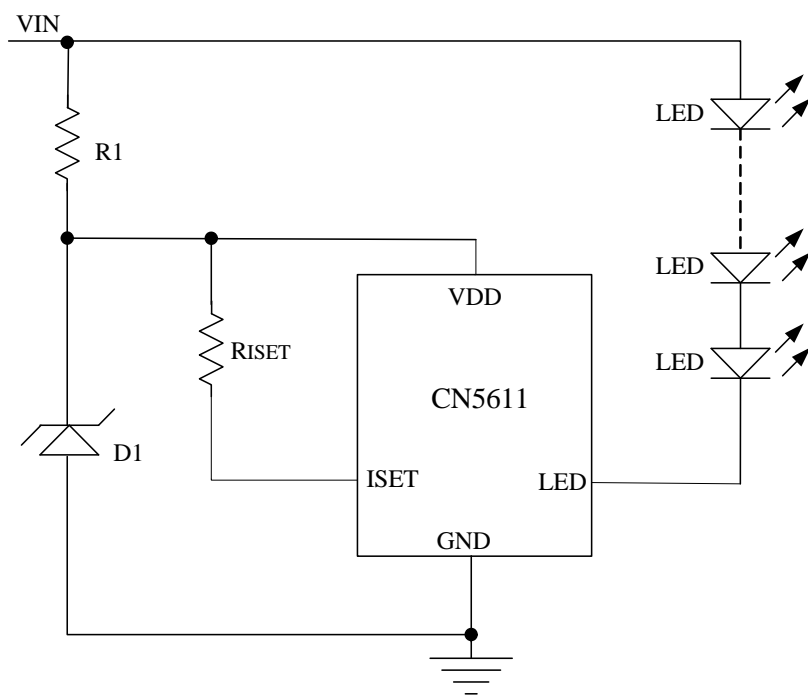 VIN
LED
R1
LED
VDD
RISET
LED
CN5611
D1
ISET
LED
GND